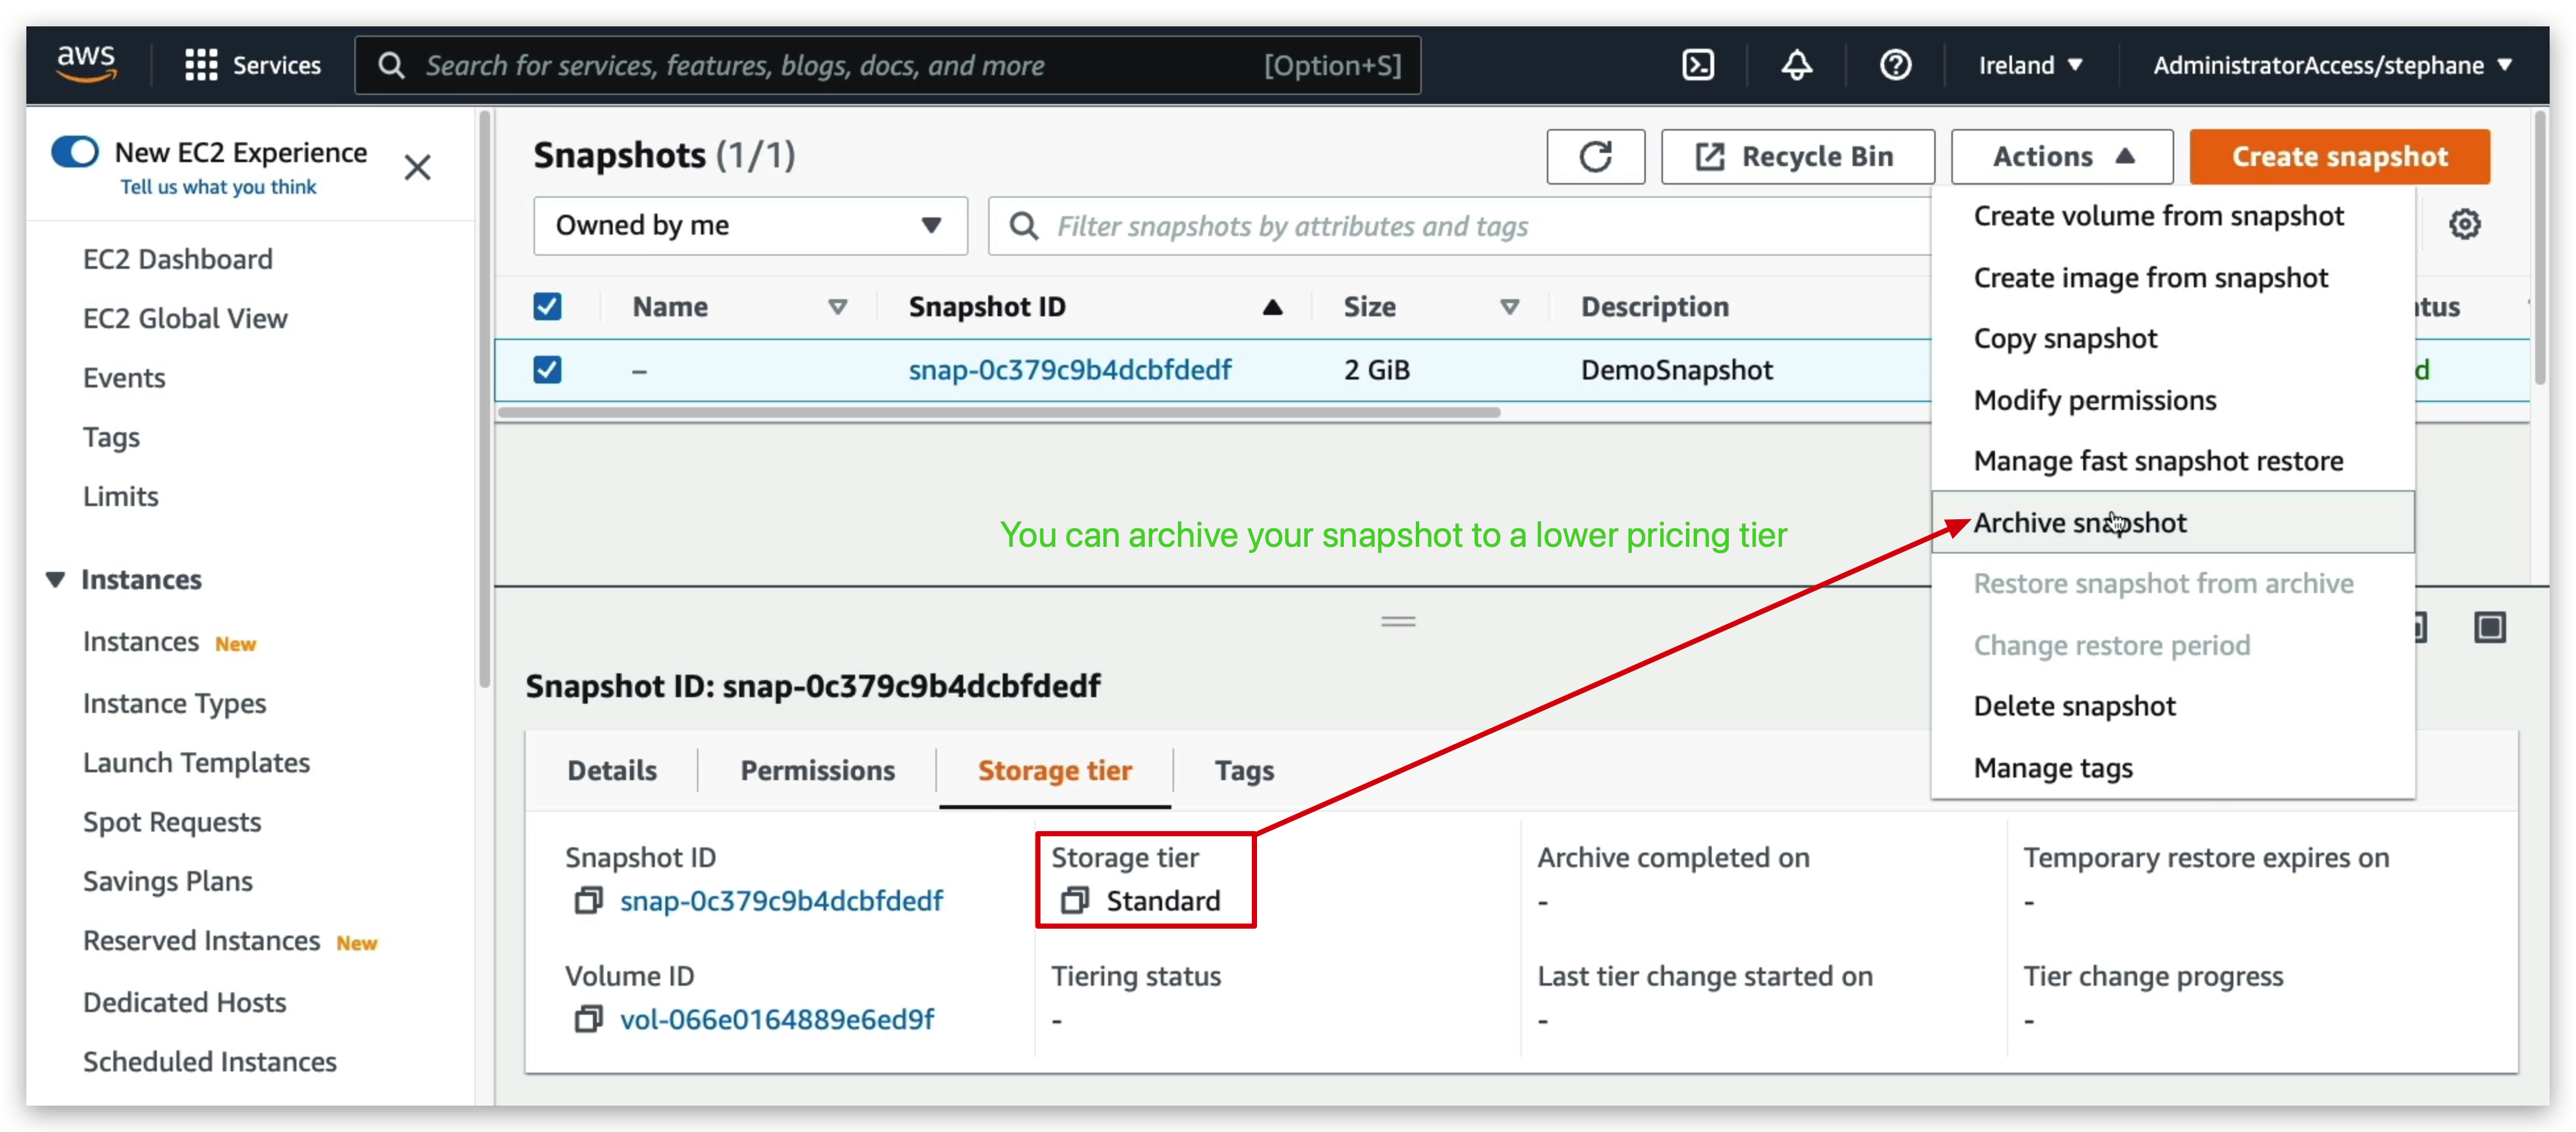 aws
Services
Search for services, features, blogs, docs, and more
[Option+S]
Ireland
AdministratorAccess/stephane
New EC2 Experience
Tell us what you think
EC2 Dashboard
EC2 Global View
Events
Tags
Limits
Instances
Instances New
Instance Types
Launch Templates
Spot Requests
Savings Plans
Reserved Instances New
Dedicated Hosts
Scheduled Instances
Snapshots (1/1)
Recycle Bin
Actions
Create snapshot
Owned by me
Filter snapshots by attributes and tags
Name
Snapshot ID
Size
Description
tus
–
snap-0c379c9b4dcbfdedf
2 GiB
DemoSnapshot
d
Create volume from snapshot
Create image from snapshot
Copy snapshot
Modify permissions
Manage fast snapshot restore
Archive snapshot
Restore snapshot from archive
Change restore period
Delete snapshot
Manage tags
You can archive your snapshot to a lower pricing tier
Snapshot ID: snap-0c379c9b4dcbfdedf
Details
Permissions
Storage tier
Tags
Snapshot ID
snap-0c379c9b4dcbfdedf
Storage tier
Standard
Archive completed on
-
Temporary restore expires on
-
Volume ID
vol-066e0164889e6ed9f
Tiering status
-
Last tier change started on
-
Tier change progress
-